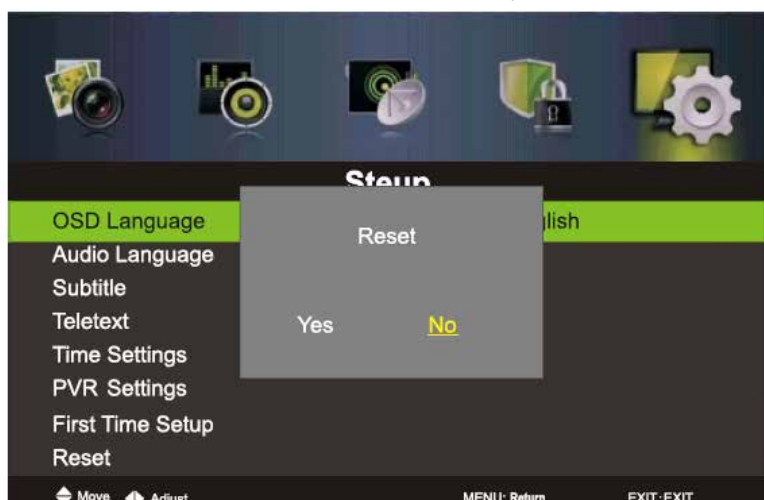 Steup
OSD Language
lish
Audio Language
Subtitle
Teletext
Time Settings
PVR Settings
First Time Setup
Reset
Reset
Yes No
Move Adjust MENU: Return EXIT:EXIT